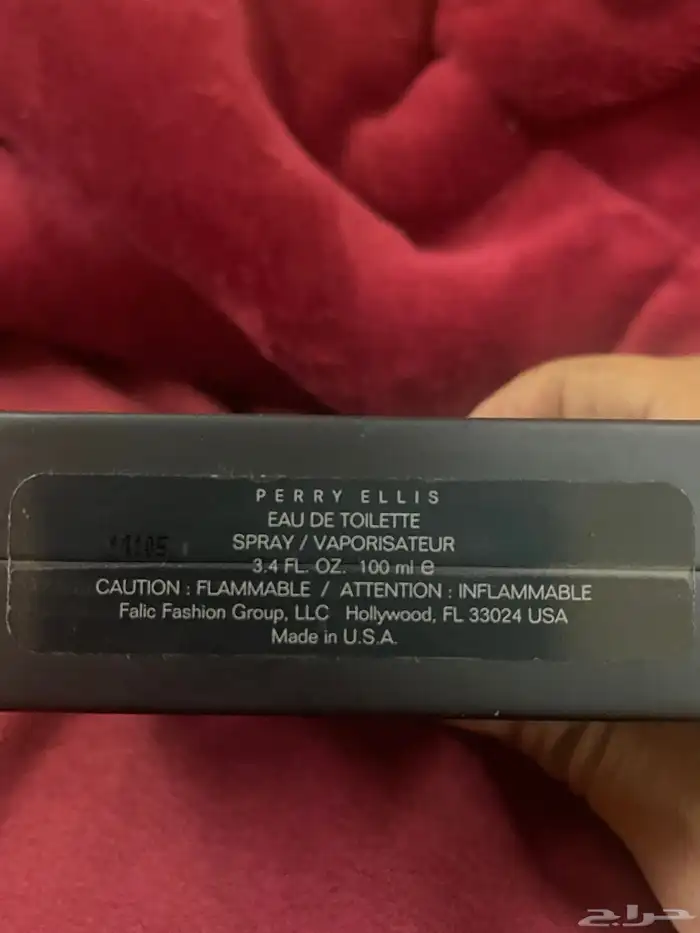 PERRY ELLIS
EAU DE TOILETTE
SPRAY / VAPORISATEUR
3.4 FL. OZ. 100 ml e
CAUTION : FLAMMABLE / ATTENTION : INFLAMMABLE
Falic Fashion Group, LLC Hollywood, FL 33024 USA
Made in U.S.A.
حراج